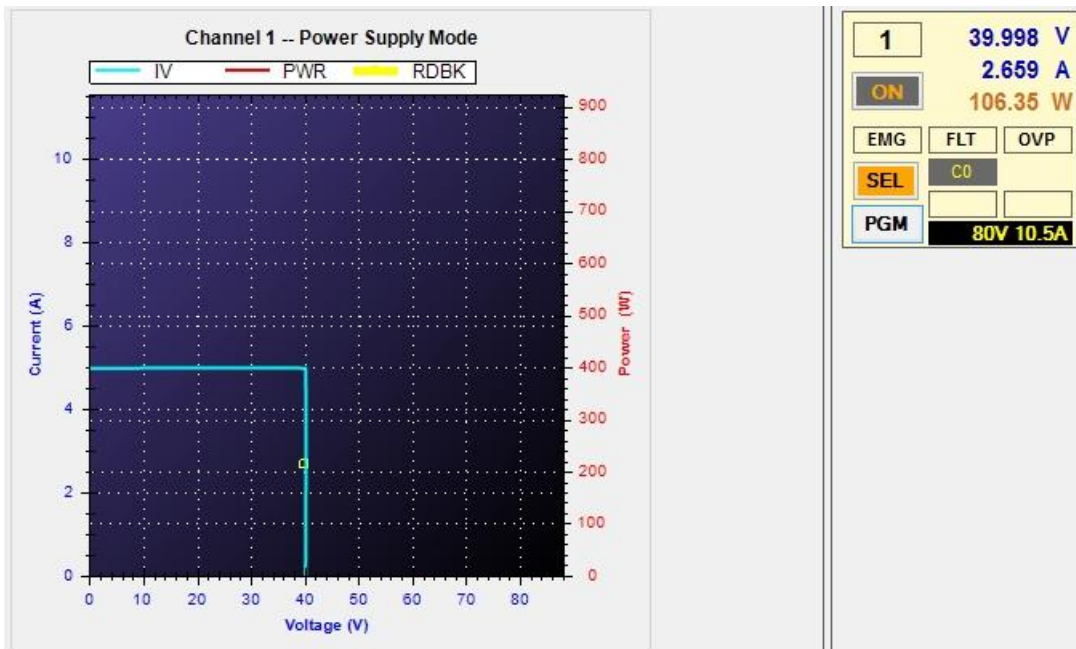 Channel 1 -- Power Supply Mode
IV PWR RDBK
Current (A)
10
8
6
4
2
0
900
800
700
600
500
400
300
200
100
0
Power (W)
0 10 20 30 40 50 60 70 80
Voltage (V)
1 39.998 V
2.659 A
ON 106.35 W
EMG FLT OVP
SEL C0
PGM 80V 10.5A